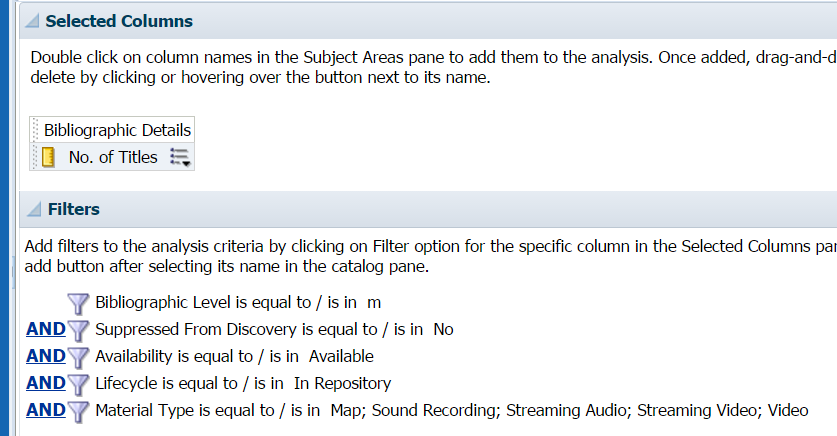 Selected Columns
Double click on column names in the Subject Areas pane to add them to the analysis. Once added, drag-and-d
delete by clicking or hovering over the button next to its name.
Bibliographic Details
No. of Titles
Filters
Add filters to the analysis criteria by clicking on Filter option for the specific column in the Selected Columns pa
add button after selecting its name in the catalog pane.
Bibliographic Level is equal to / is in m
AND Suppressed From Discovery is equal to / is in No
AND Availability is equal to / is in Available
AND Lifecycle is equal to / is in In Repository
AND Material Type is equal to / is in Map; Sound Recording; Streaming Audio; Streaming Video; Video